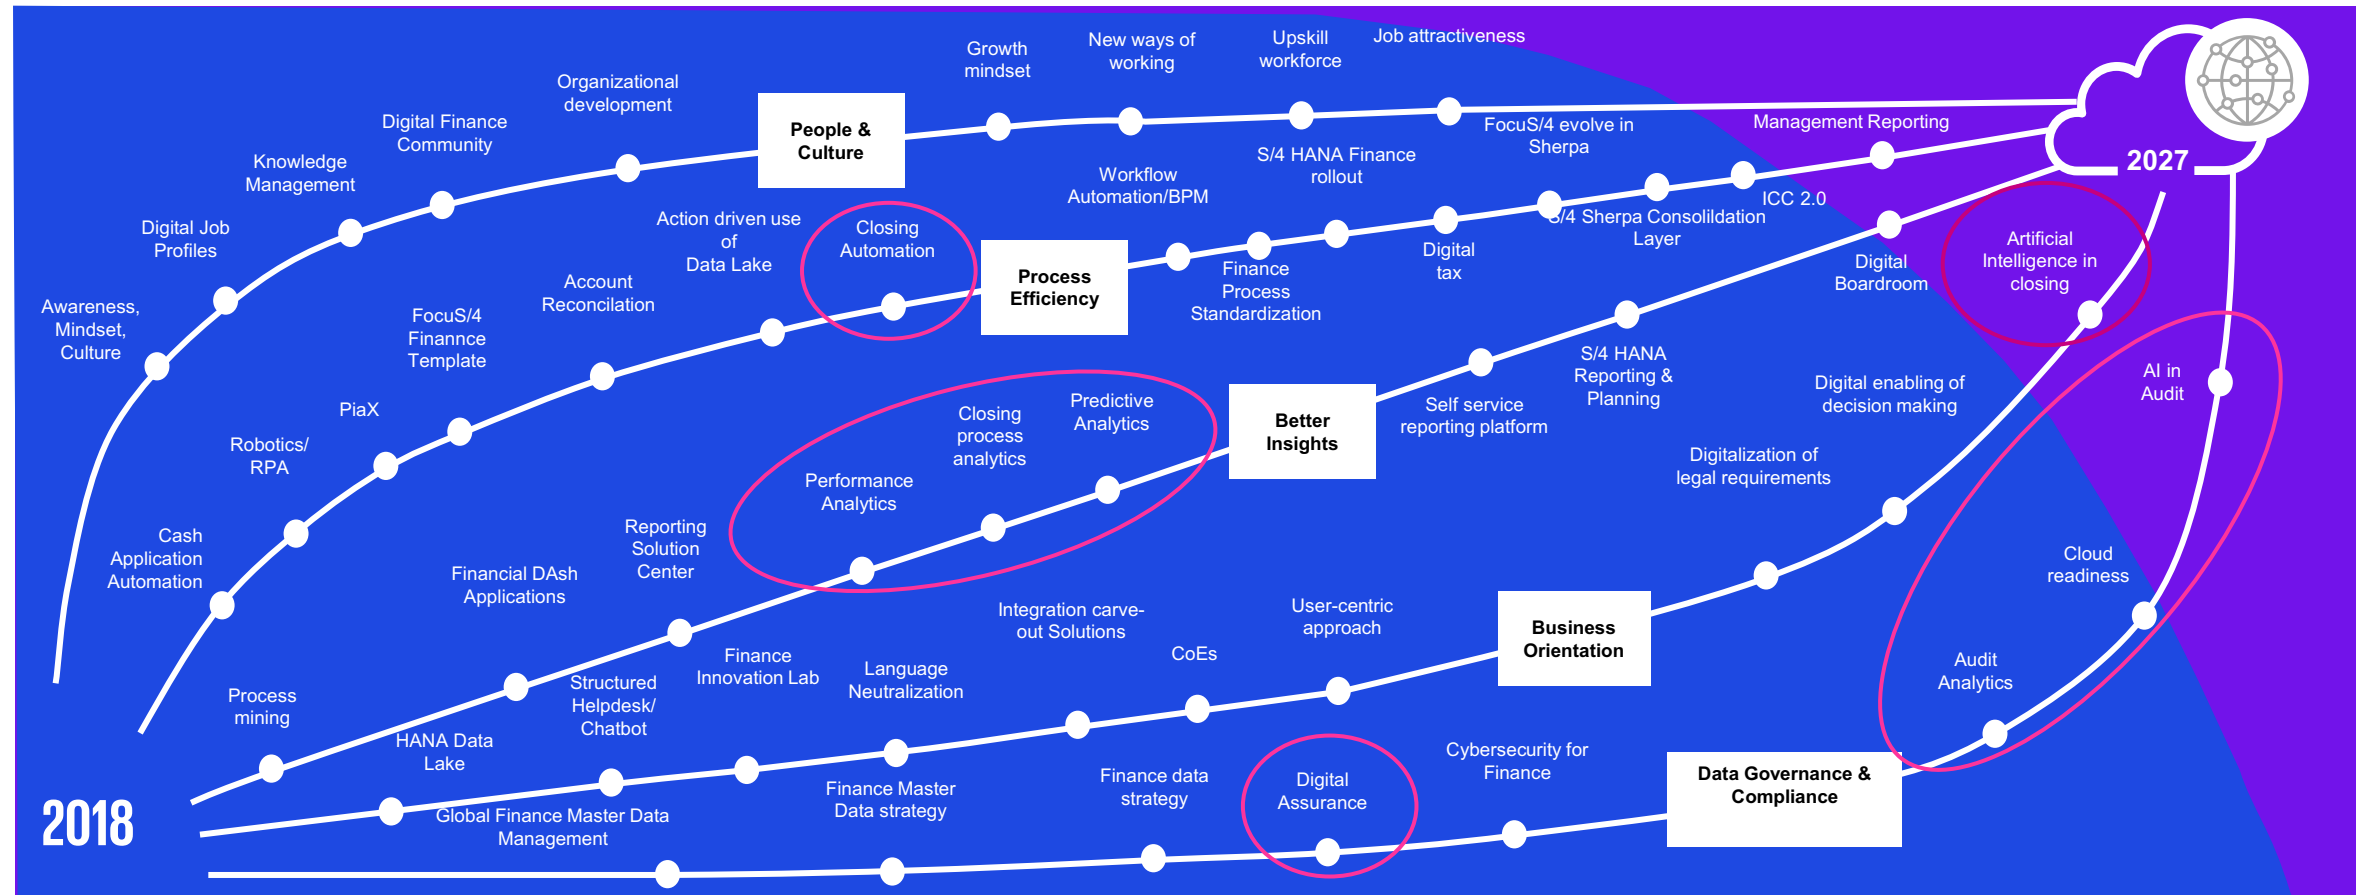 Growth
mindset
New ways of
working
Upskill
workforce
Job attractiveness
Organizational
development
People &
Culture
Digital Finance
Community
Knowledge
Management
Digital Job
Profiles
Awareness,
Mindset,
Culture
FocuS/4 evolve in
Sherpa
Management Reporting
2027
S/4 HANA Finance
rollout
Workflow
Automation/BPM
ICC 2.0
S/4 Sherpa Consolildation
Layer
Digital
tax
Finance
Process
Standardization
Process
Efficiency
Closing
Automation
Action driven use
of
Data Lake
Account
Reconcilation
FocuS/4
Finannce
Template
PiaX
Robotics/
RPA
Cash
Application
Automation
Artificial
Intelligence in
closing
Digital
Boardroom
S/4 HANA
Reporting &
Planning
Self service
reporting platform
Better
Insights
Predictive
Analytics
Closing
process
analytics
Performance
Analytics
Reporting
Solution
Center
Financial DAsh
Applications
Process
mining
Digital enabling of
decision making
Digitalization of
legal requirements
Business
Orientation
User-centric
approach
CoEs
Integration carve-
out Solutions
Language
Neutralization
Finance
Innovation Lab
Structured
Helpdesk/
Chatbot
HANA Data
Lake
AI in
Audit
Cloud
readiness
Audit
Analytics
Data Governance &
Compliance
Cybersecurity for
Finance
Digital
Assurance
Finance data
strategy
Finance Master
Data strategy
Global Finance Master Data
Management
2018